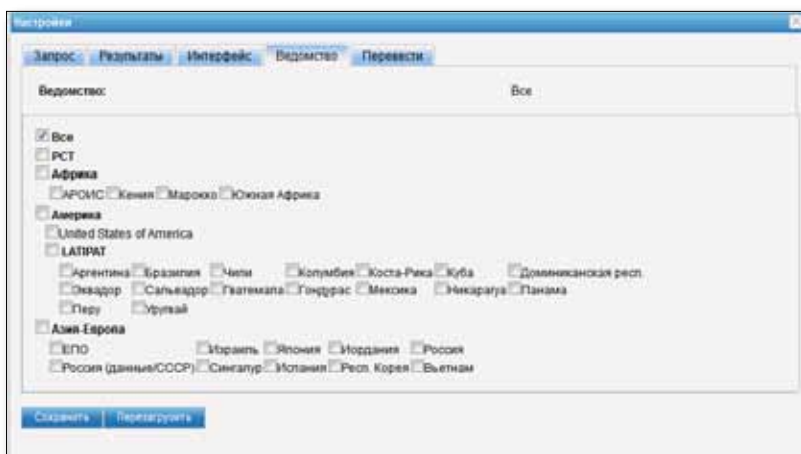 Настройки
Запрос Результаты Интерфейс Ведомство Перевести
Ведомство: Все
Все
PCT
Африка
АРОИС Кения Марокко Южная Африка
Америка
United States of America
LATIPAT
Аргентина Бразилия Чили Колумбия Коста-Рика Куба Доминиканская респ.
Эквадор Сальвадор Гватемала Гондурас Мексика Никарагуа Панама
Перу Уругвай
Азия-Европа
ЕПО Израиль Япония Иордания Россия
Россия (данные/СССР) Сингапур Испания Респ. Корея Вьетнам
Сохранить Перезагрузить